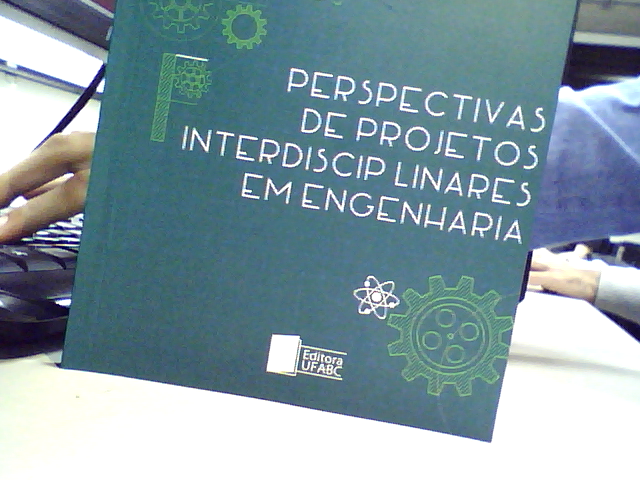 PERSPECTIVAS
DE PROJETOS
INTERDISCIP LINARES
EM ENGENHARIA
Editora
UFABC